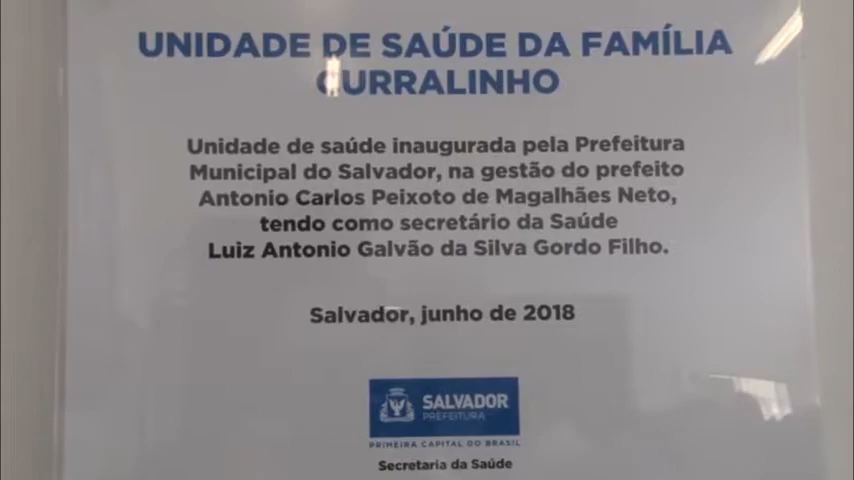 UNIDADE DE SAÚDE DA FAMÍLIA
CURRALINHO
Unidade de saúde inaugurada pela Prefeitura
Municipal do Salvador, na gestão do prefeito
Antonio Carlos Peixoto de Magalhães Neto,
tendo como secretário da Saúde
Luiz Antonio Galvão da Silva Gordo Filho.
Salvador, junho de 2018
SALVADOR
PREFEITURA
PRIMEIRA CAPITAL DO BRASIL
Secretaria da Saúde